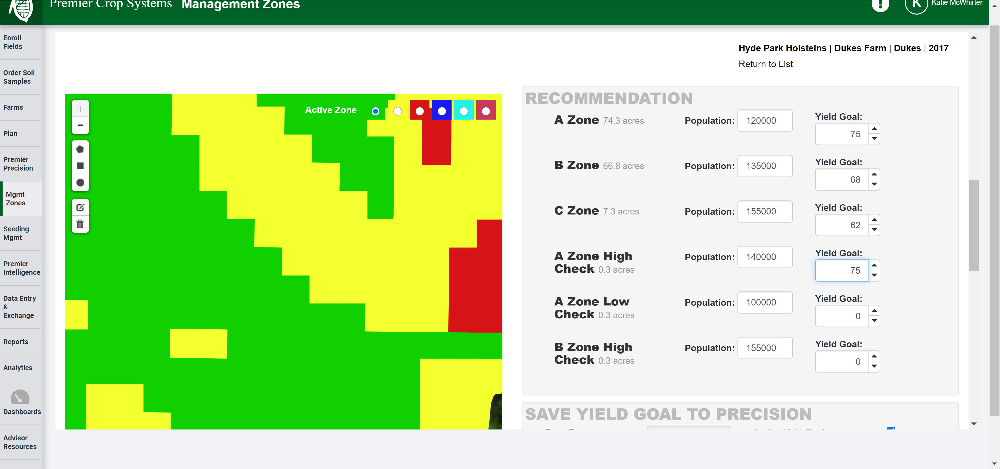 Premier Crop Systems Management Zones
! K Katie McWhirter
Enroll
Fields
Order Soil
Samples
Farms
Plan
Premier
Precision
Mgmt
Zones
Seeding
Mgmt
Premier
Intelligence
Data Entry
&
Exchange
Reports
Analytics
Dashboards
Advisor
Resources
Hyde Park Holsteins | Dukes Farm | Dukes | 2017
Return to List
+
−
Active Zone
RECOMMENDATION
A Zone 74.3 acres Population: 120000 Yield Goal: 75
B Zone 66.8 acres Population: 135000 Yield Goal: 68
C Zone 7.3 acres Population: 155000 Yield Goal: 62
A Zone High
Check 0.3 acres Population: 140000 Yield Goal: 75
A Zone Low
Check 0.3 acres Population: 100000 Yield Goal: 0
B Zone High
Check 0.3 acres Population: 155000 Yield Goal: 0
SAVE YIELD GOAL TO PRECISION